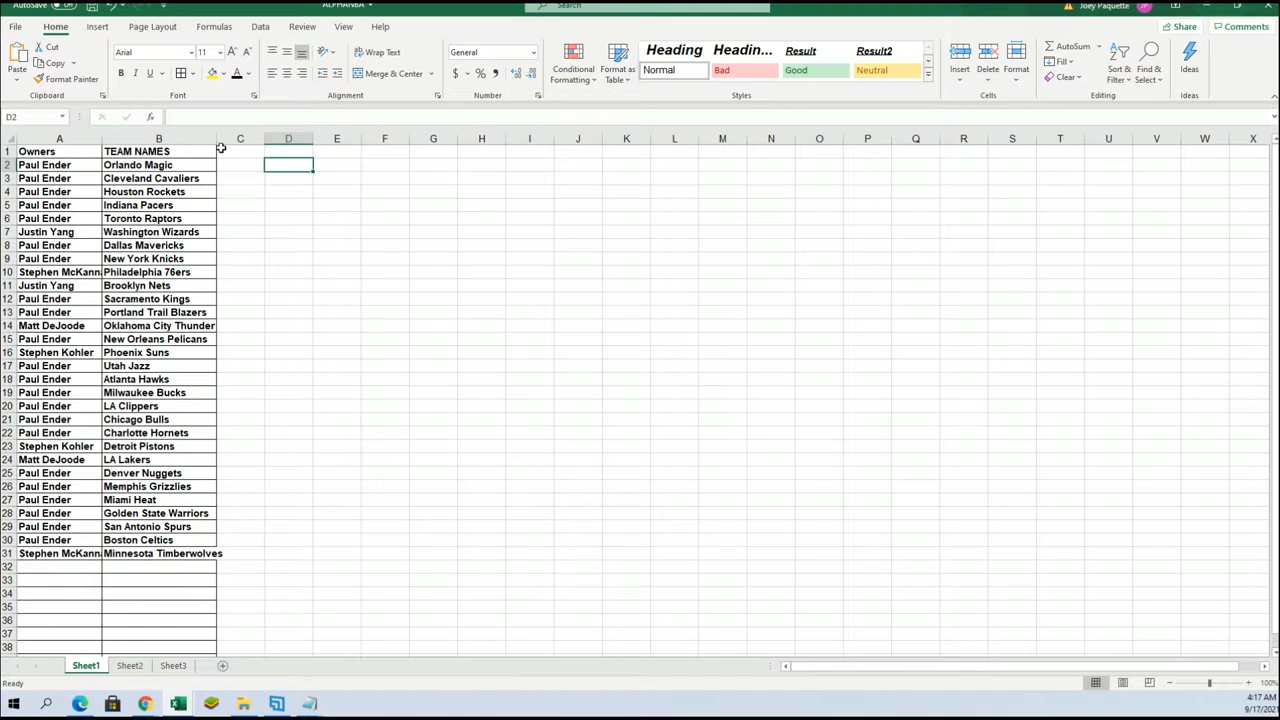 AutoSave Off
ALPHANBA
Search
Joey Paquette JP
File Home Insert Page Layout Formulas Data Review View Help
Share Comments
Paste
Cut
Copy
Format Painter
Clipboard
Arial 11
B I U
Font
Wrap Text
Merge & Center
Alignment
General
$ % 9
Number
Conditional Formatting
Format as Table
Heading Headin... Result Result2
Normal Bad Good Neutral
Styles
Insert Delete Format
Cells
AutoSum
Fill
Clear
Sort & Filter
Find & Select
Editing
Ideas
Ideas
D2 fx
A B C D E F G H I J K L M N O P Q R S T U V W X
1 Owners TEAM NAMES
2 Paul Ender Orlando Magic
3 Paul Ender Cleveland Cavaliers
4 Paul Ender Houston Rockets
5 Paul Ender Indiana Pacers
6 Paul Ender Toronto Raptors
7 Justin Yang Washington Wizards
8 Paul Ender Dallas Mavericks
9 Paul Ender New York Knicks
10 Stephen McKann Philadelphia 76ers
11 Justin Yang Brooklyn Nets
12 Paul Ender Sacramento Kings
13 Paul Ender Portland Trail Blazers
14 Matt DeJoode Oklahoma City Thunder
15 Paul Ender New Orleans Pelicans
16 Stephen Kohler Phoenix Suns
17 Paul Ender Utah Jazz
18 Paul Ender Atlanta Hawks
19 Paul Ender Milwaukee Bucks
20 Paul Ender LA Clippers
21 Paul Ender Chicago Bulls
22 Paul Ender Charlotte Hornets
23 Stephen Kohler Detroit Pistons
24 Matt DeJoode LA Lakers
25 Paul Ender Denver Nuggets
26 Paul Ender Memphis Grizzlies
27 Paul Ender Miami Heat
28 Paul Ender Golden State Warriors
29 Paul Ender San Antonio Spurs
30 Paul Ender Boston Celtics
31 Stephen McKann Minnesota Timberwolves
32
33
34
35
36
37
38
Sheet1 Sheet2 Sheet3
Ready
100%
4:17 AM
9/17/2021